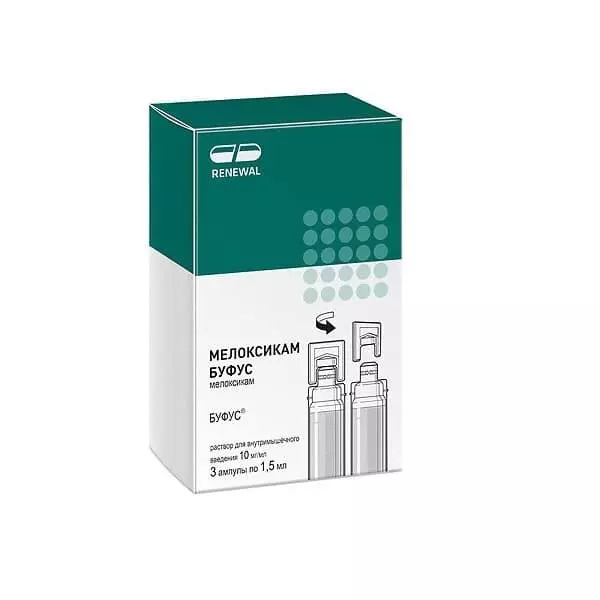 RENEWAL
МЕЛОКСИКАМ
БУФУС
мелоксикам
БУФУС®
раствор для внутримышечного
введения 10 мг/мл
3 ампулы по 1,5 мл